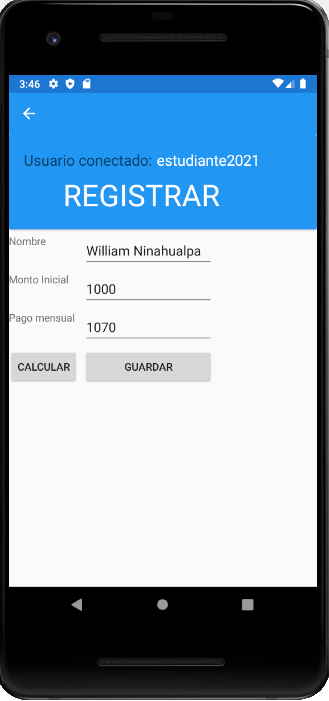 3:46
Usuario conectado: estudiante2021
REGISTRAR
Nombre
William Ninahualpa
Monto Inicial
1000
Pago mensual
1070
CALCULAR GUARDAR